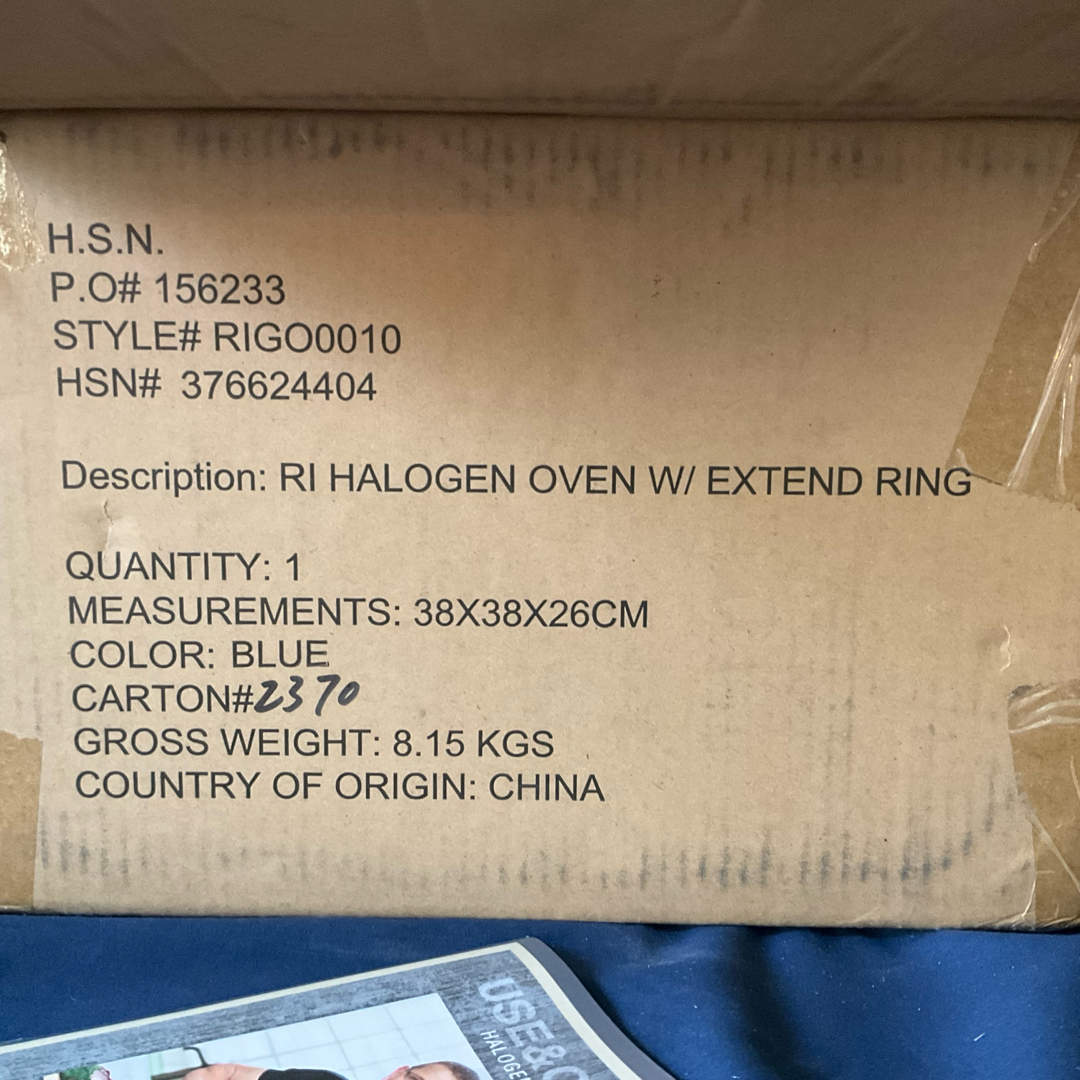 H.S.N.
P.O# 156233
STYLE# RIGO0010
HSN# 376624404
Description: RI HALOGEN OVEN W/ EXTEND RING
QUANTITY: 1
MEASUREMENTS: 38X38X26CM
COLOR: BLUE
CARTON#2370
GROSS WEIGHT: 8.15 KGS
COUNTRY OF ORIGIN: CHINA
USE&